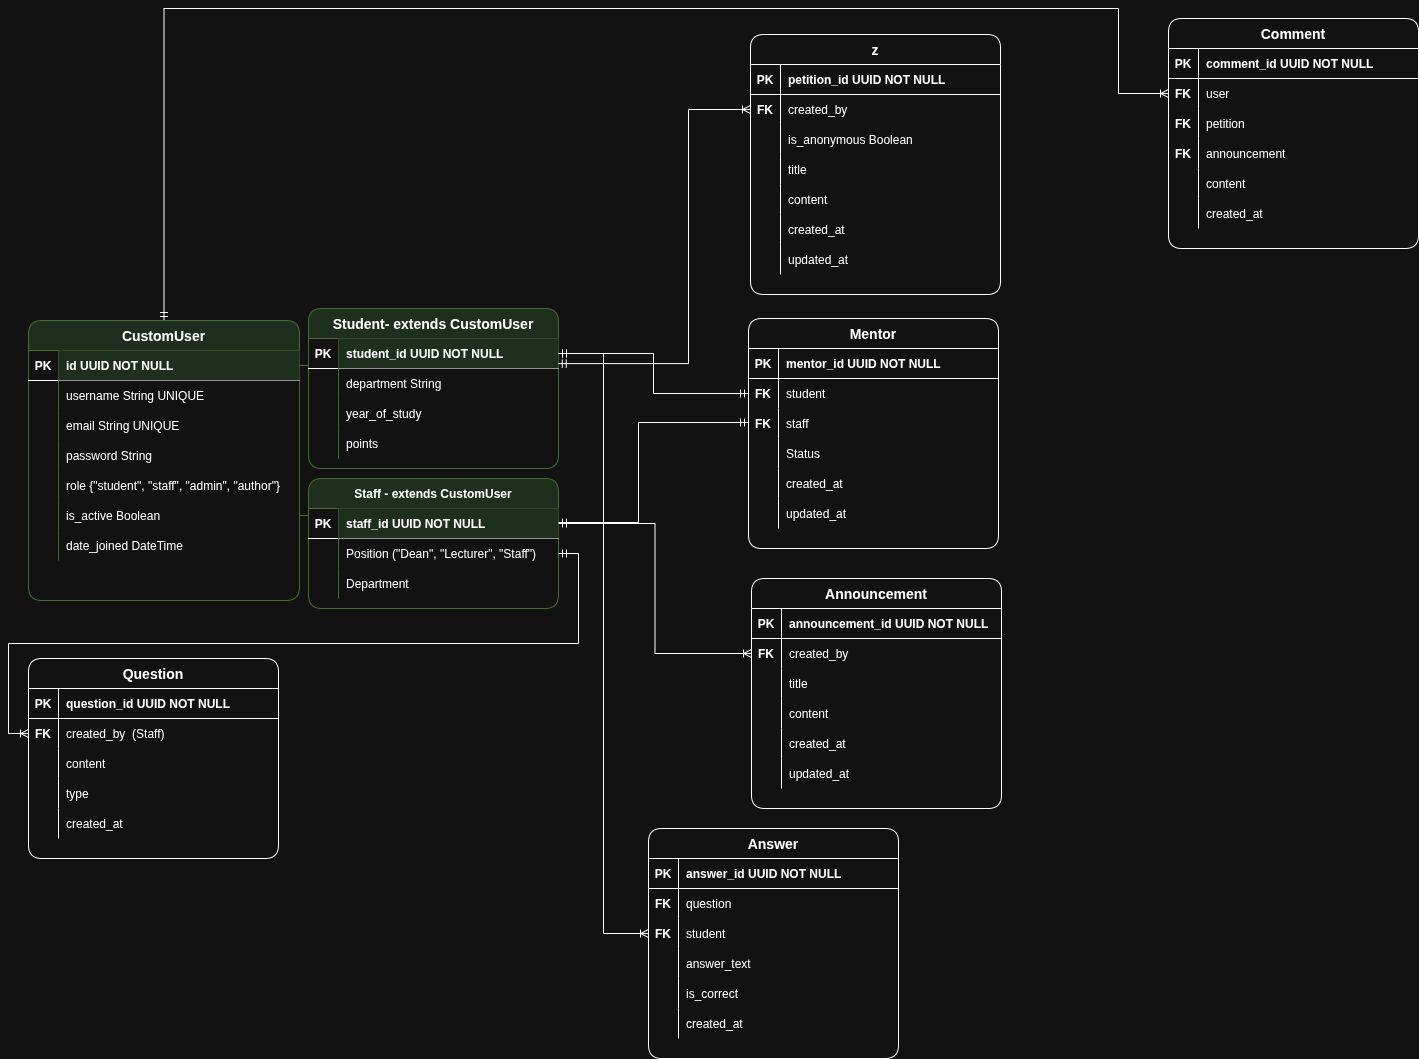 z
PK petition_id UUID NOT NULL
FK created_by
is_anonymous Boolean
title
content
created_at
updated_at
Comment
PK comment_id UUID NOT NULL
FK user
FK petition
FK announcement
content
created_at
CustomUser
PK id UUID NOT NULL
username String UNIQUE
email String UNIQUE
password String
role {"student", "staff", "admin", "author"}
is_active Boolean
date_joined DateTime
Student- extends CustomUser
PK student_id UUID NOT NULL
department String
year_of_study
points
Staff - extends CustomUser
PK staff_id UUID NOT NULL
Position ("Dean", "Lecturer", "Staff")
Department
Mentor
PK mentor_id UUID NOT NULL
FK student
FK staff
Status
created_at
updated_at
Announcement
PK announcement_id UUID NOT NULL
FK created_by
title
content
created_at
updated_at
Question
PK question_id UUID NOT NULL
FK created_by (Staff)
content
type
created_at
Answer
PK answer_id UUID NOT NULL
FK question
FK student
answer_text
is_correct
created_at